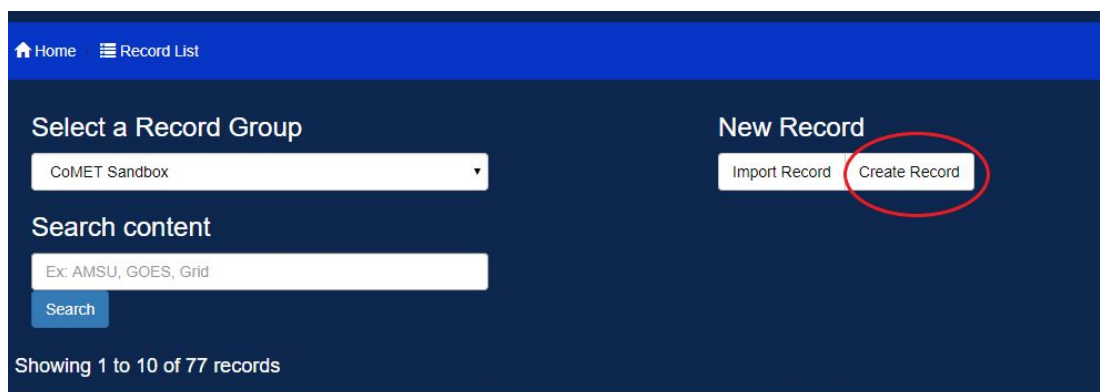 Home Record List
Select a Record Group
New Record
CoMET Sandbox
Import Record Create Record
Search content
Ex: AMSU, GOES, Grid
Search
Showing 1 to 10 of 77 records